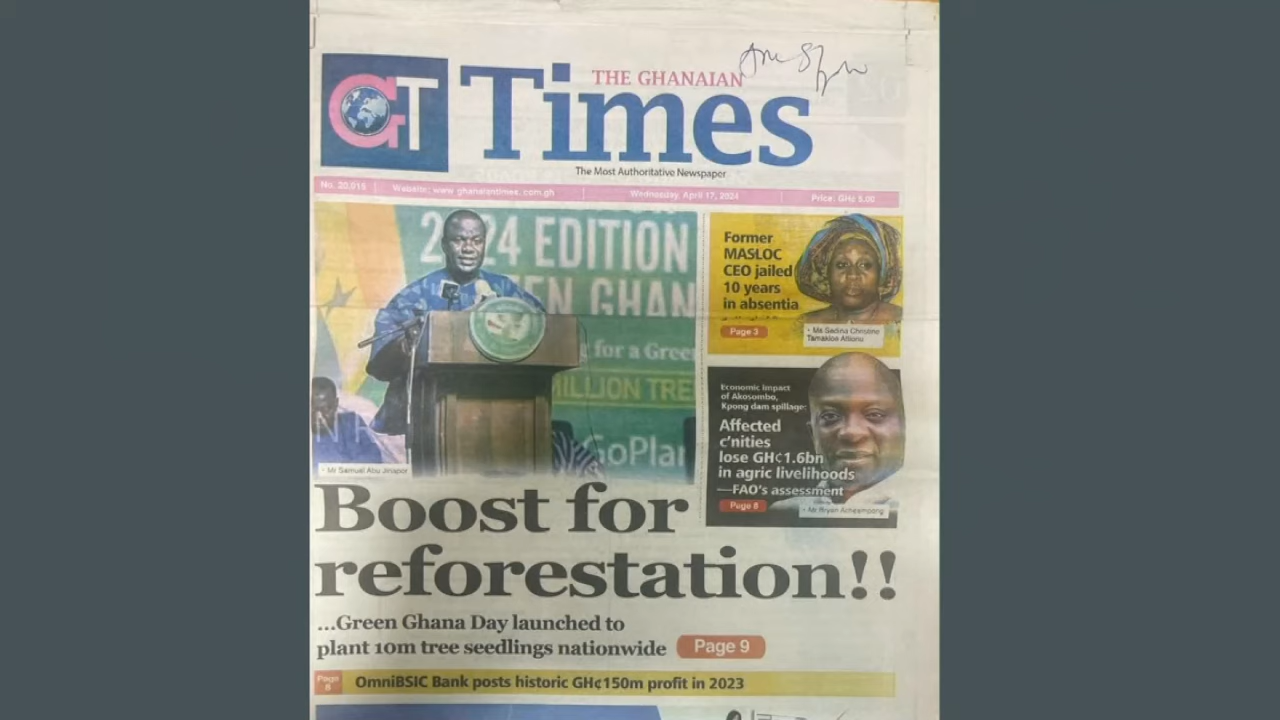 GT
THE GHANAIAN
Times
The Most Authoritative Newspaper
No. 20,015
Website: www.ghanaiantimes.com.gh
Wednesday, April 17, 2024
Price: GH¢ 5.00
24 EDITION
EN GHAN
for a Gree
MILLION TRE
GoPlan
• Mr Samuel Abu Jinapor
Former
MASLOC
CEO jailed
10 years
in absentia
Page 3
• Ms Sedina Christine
Tamakloe Attionu
Economic impact
of Akosombo,
Kpong dam spillage:
Affected
c'nities
lose GH¢1.6bn
in agric livelihoods
—FAO's assessment
Page 8
• Mr Bryan Acheampong
Boost for
reforestation!!
...Green Ghana Day launched to
plant 10m tree seedlings nationwide
Page 9
Page
8
OmniBSIC Bank posts historic GH¢150m profit in 2023